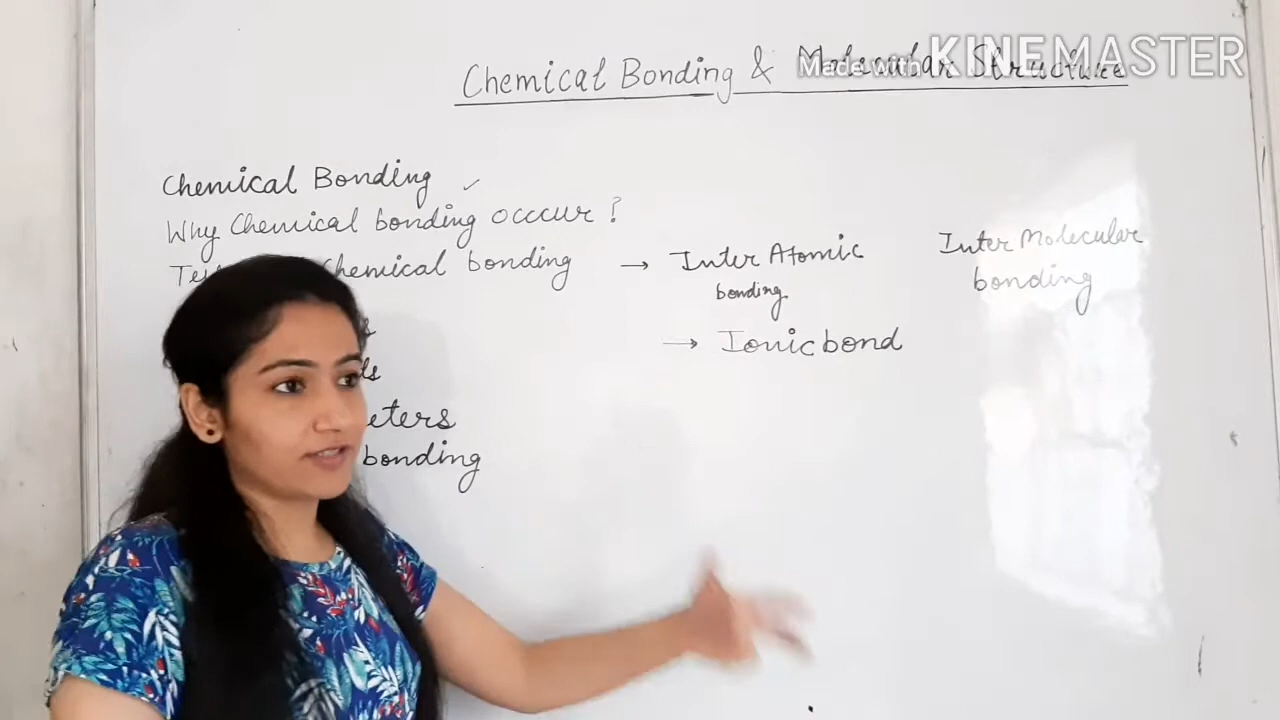 Chemical Bonding & Molecular Structure
Made with KINEMASTER
Chemical Bonding ✓
Why Chemical bonding occcur ?
Chemical bonding → Inter Atomic bonding
Inter Molecular bonding
→ Ionic bond
bonding